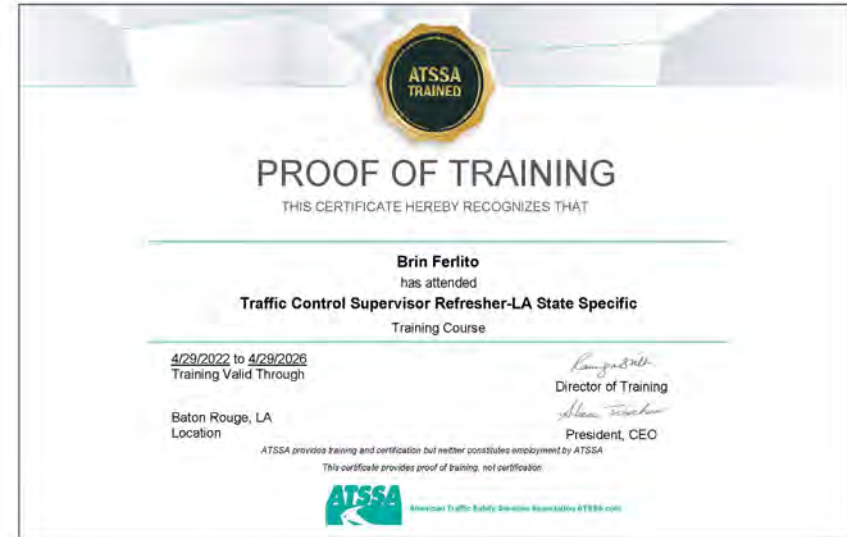 ATSSA
TRAINED
PROOF OF TRAINING
THIS CERTIFICATE HEREBY RECOGNIZES THAT
Brin Ferlito
has attended
Traffic Control Supervisor Refresher-LA State Specific
Training Course
4/29/2022 to 4/29/2026
Training Valid Through
Director of Training
Baton Rouge, LA
Location
President, CEO
ATSSA provides training and certification but neither constitutes employment by ATSSA
This certificate provides proof of training, not certification
ATSSA
American Traffic Safety Services Association ATSSA.com